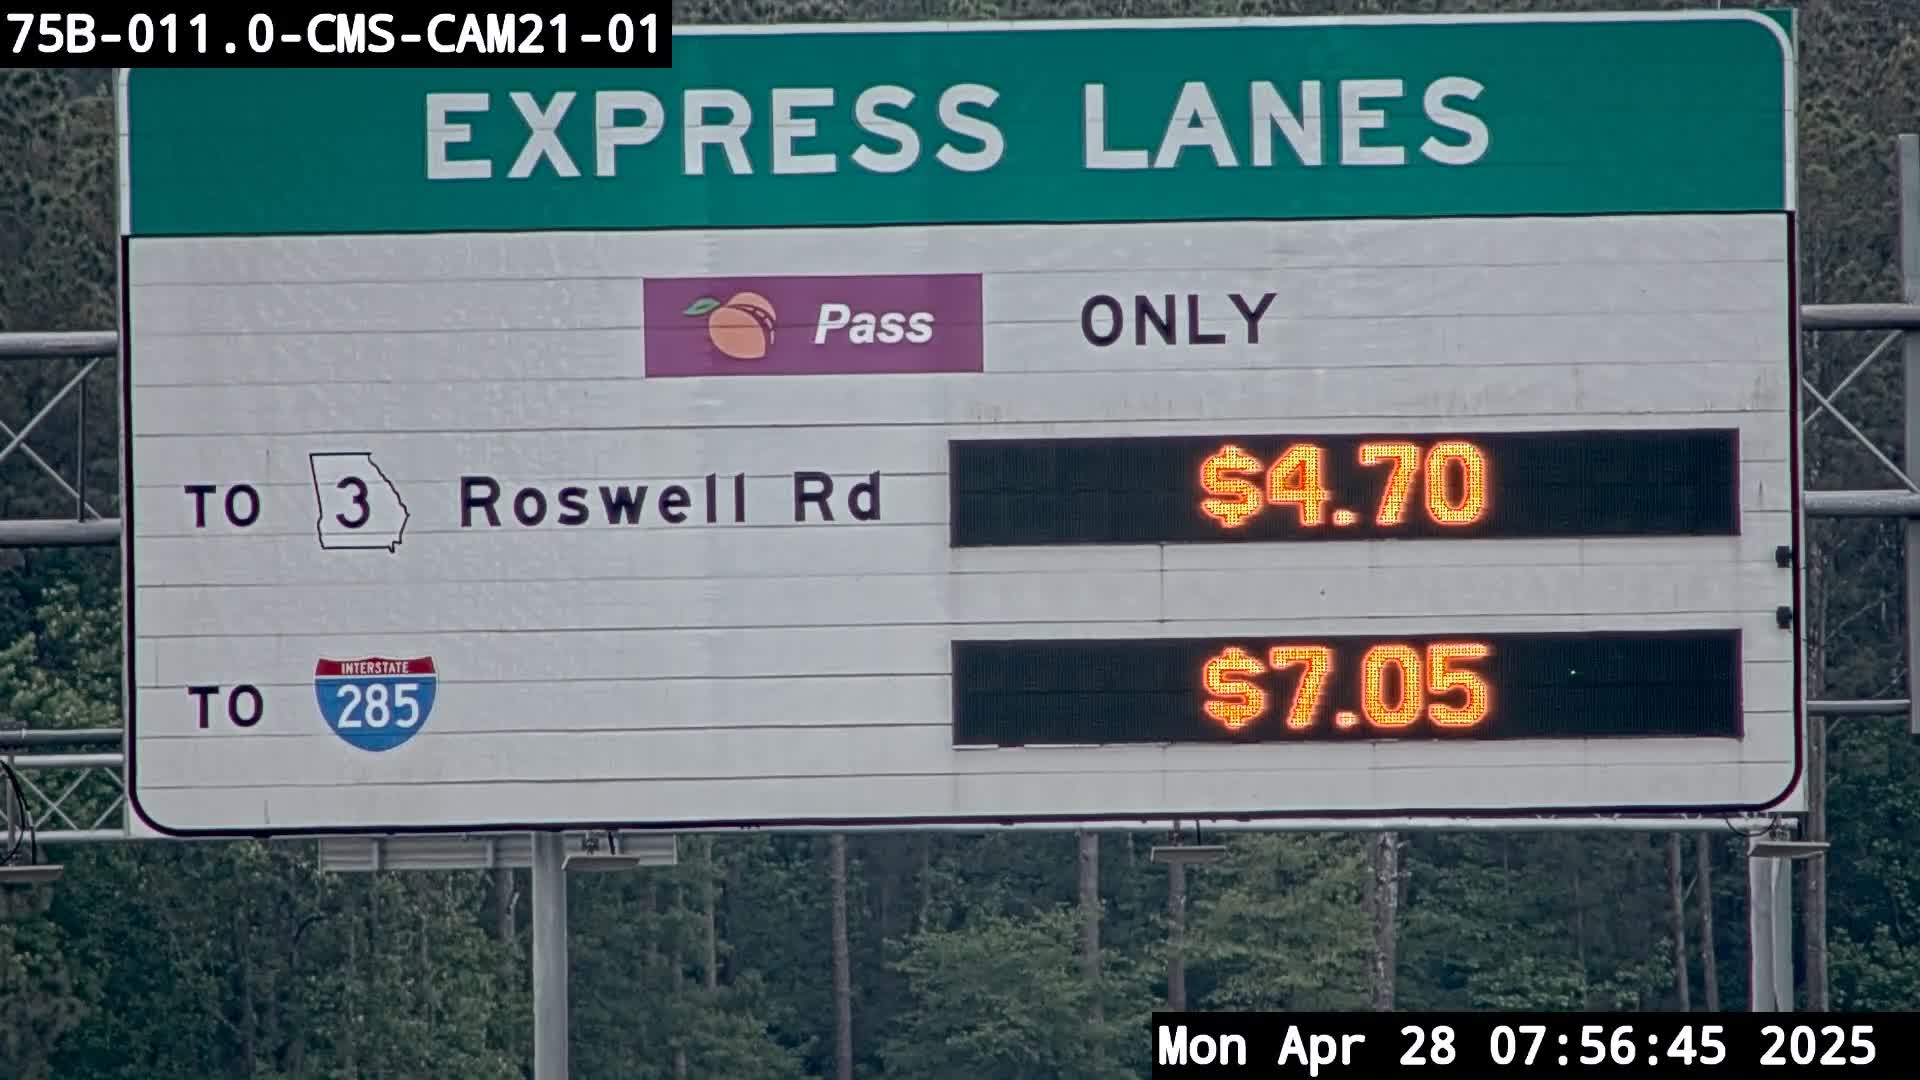 75B-011.0-CMS-CAM21-01
EXPRESS LANES
Pass ONLY
TO 3 Roswell Rd $4.70
INTERSTATE
TO 285 $7.05
Mon Apr 28 07:56:45 2025